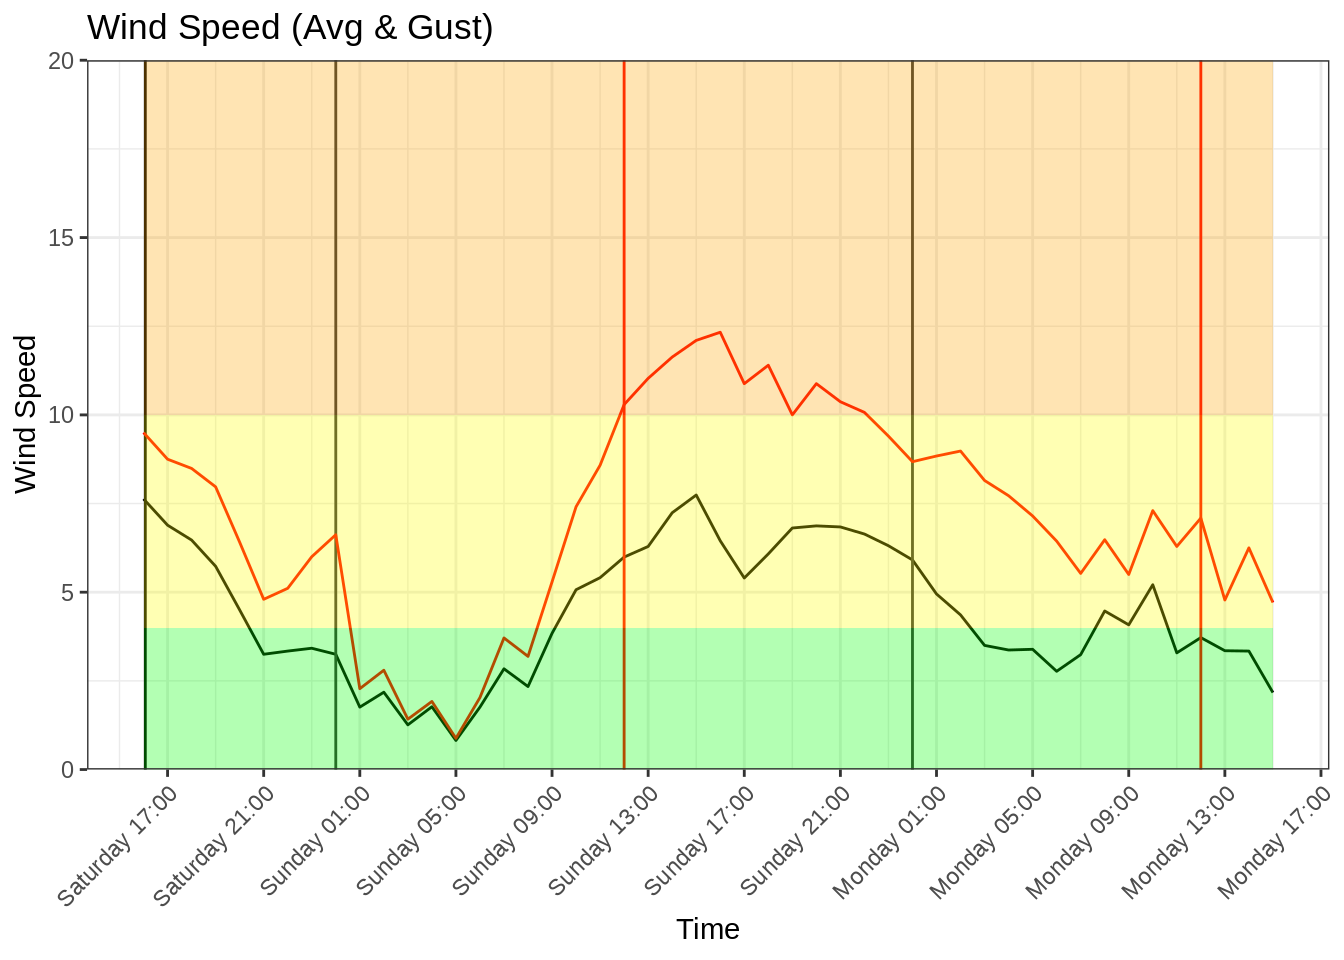 Wind Speed (Avg & Gust)
Wind Speed
20
15
10
5
0
Saturday 17:00
Saturday 21:00
Sunday 01:00
Sunday 05:00
Sunday 09:00
Sunday 13:00
Sunday 17:00
Sunday 21:00
Monday 01:00
Monday 05:00
Monday 09:00
Monday 13:00
Monday 17:00
Time